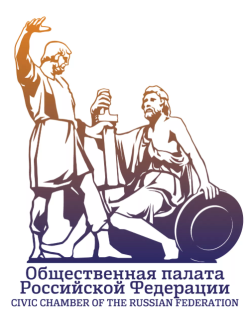 Общественная палата
Российской Федерации
CIVIC CHAMBER OF THE RUSSIAN FEDERATION